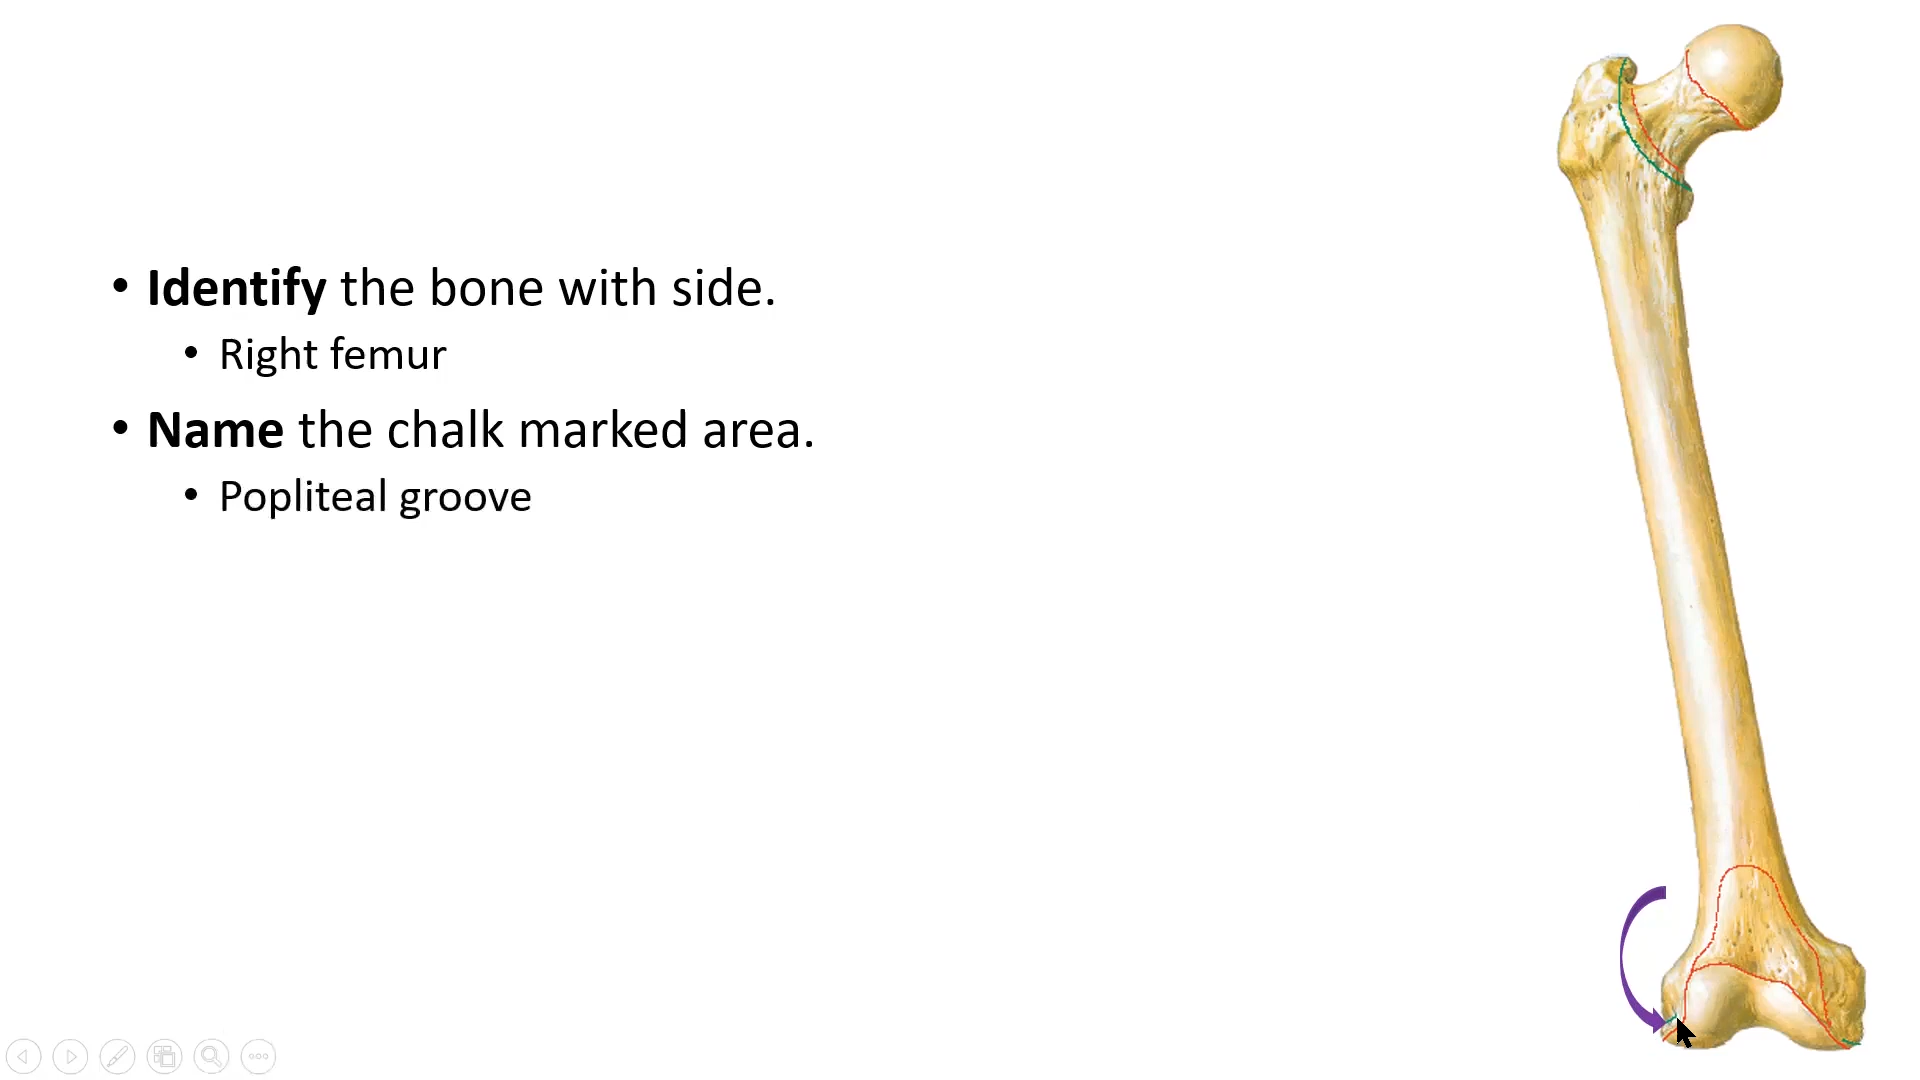 • Identify the bone with side.
• Right femur
• Name the chalk marked area.
• Popliteal groove